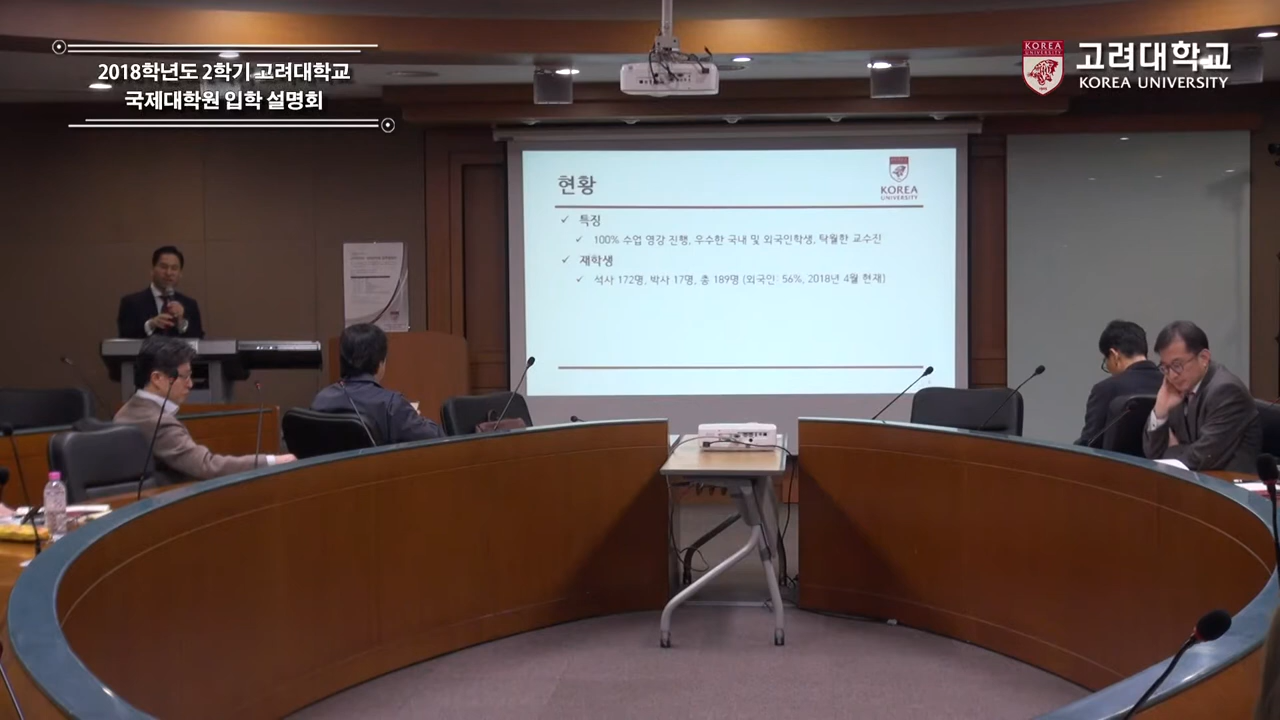 2018학년도 2학기 고려대학교
국제대학원 입학 설명회
KOREA
UNIVERSITY
고려대학교
KOREA UNIVERSITY
현황
KOREA
UNIVERSITY
✓ 특징
✓ 100% 수업 영강 진행, 우수한 국내 및 외국인학생, 탁월한 교수진
✓ 재학생
✓ 석사 172명, 박사 17명, 총 189명 (외국인: 56%, 2018년 4월 현재)